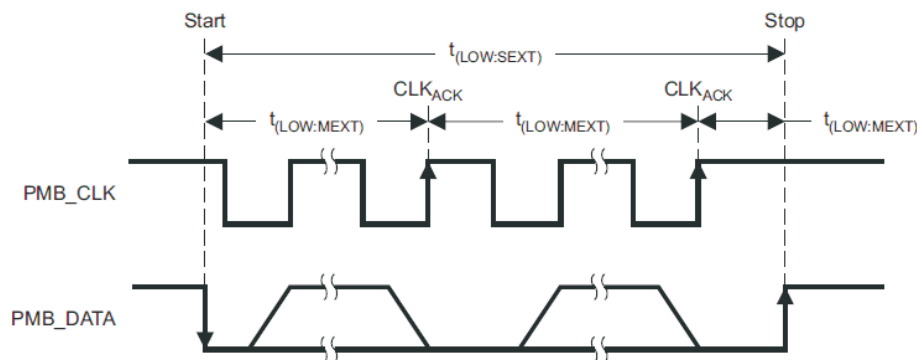 Start Stop
t(LOW:SEXT)
CLKACK CLKACK
t(LOW:MEXT) t(LOW:MEXT) t(LOW:MEXT)
PMB_CLK
PMB_DATA